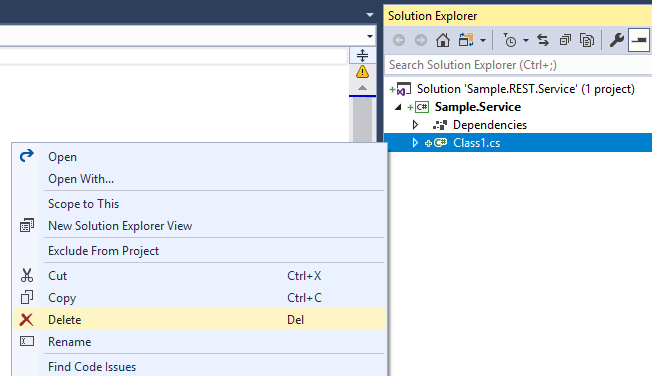 Solution Explorer
Search Solution Explorer (Ctrl+;)
Solution 'Sample.REST.Service' (1 project)
C# Sample.Service
Dependencies
C# Class1.cs
Open
Open With...
Scope to This
New Solution Explorer View
Exclude From Project
Cut Ctrl+X
Copy Ctrl+C
Delete Del
Rename
Find Code Issues